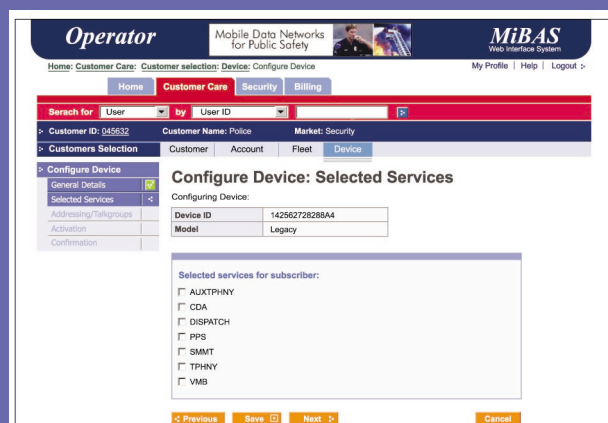 Operator
Mobile Data Networks
for Public Safety
MiBAS
Web Interface System
Home: Customer Care: Customer selection: Device: Configure Device
My Profile | Help | Logout
Home Customer Care Security Billing
Serach for User by User ID
Customer ID: 045632 Customer Name: Police Market: Security
Customers Selection Customer Account Fleet Device
Configure Device
General Details
Selected Services
Addressing/Talkgroups
Activation
Confirmation
Configure Device: Selected Services
Configuring Device:
Device ID 142562728288A4
Model Legacy
Selected services for subscriber:
AUXTPHNY
CDA
DISPATCH
PPS
SMMT
TPHNY
VMB
Previous Save Next Cancel